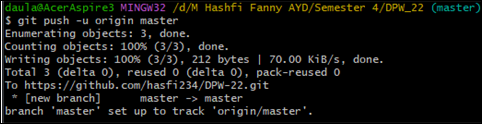 daula@AcerAspire3 MINGW32 /d/M Hashfi Fanny AYD/Semester 4/DPW_22 (master)
$ git push -u origin master
Enumerating objects: 3, done.
Counting objects: 100% (3/3), done.
Writing objects: 100% (3/3), 212 bytes | 70.00 KiB/s, done.
Total 3 (delta 0), reused 0 (delta 0), pack-reused 0
To https://github.com/hasfi234/DPW-22.git
 * [new branch]      master -> master
branch 'master' set up to track 'origin/master'.